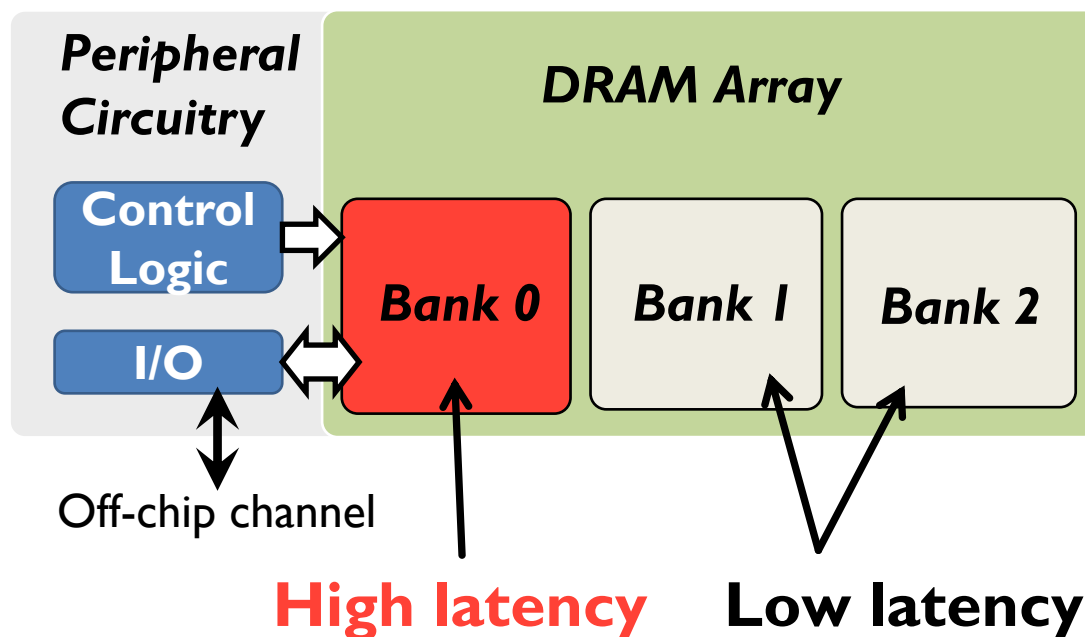 Peripheral
Circuitry
DRAM Array
Control
Logic
I/O
Bank 0
Bank 1
Bank 2
Off-chip channel
High latency
Low latency